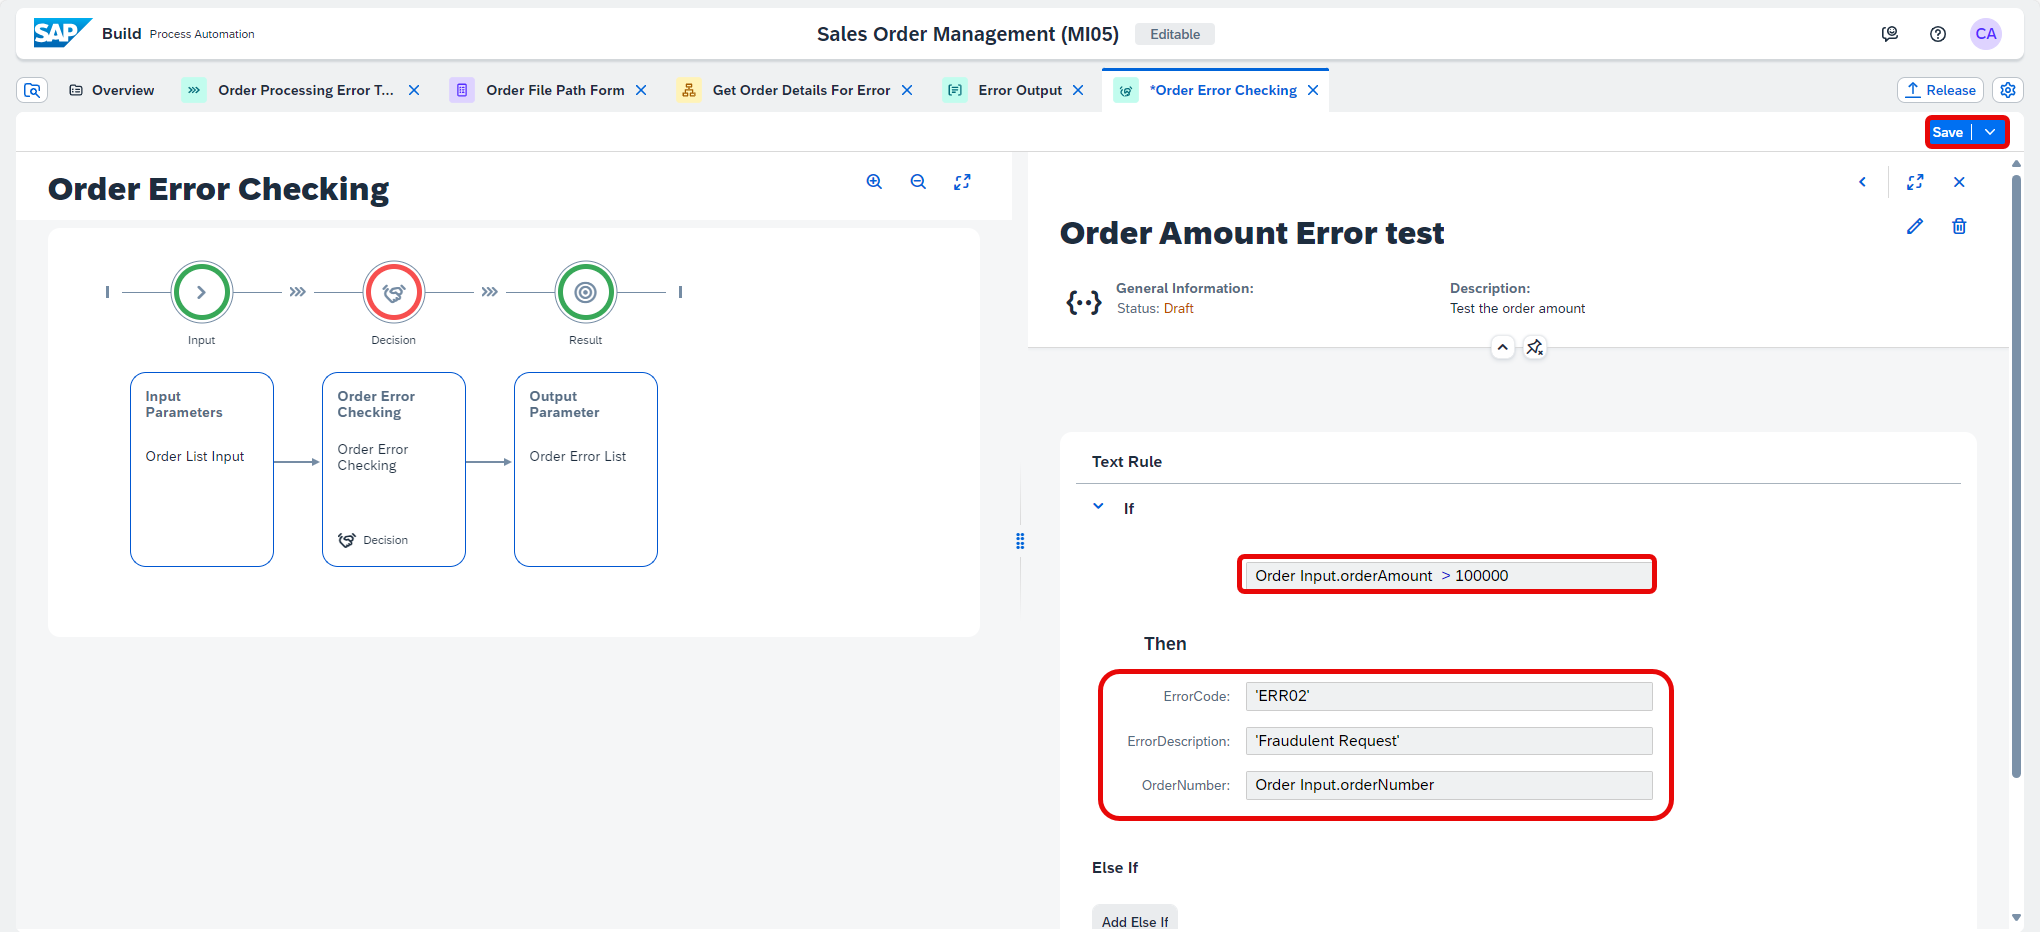 SAP Build Process Automation
Sales Order Management (MI05) Editable
CA
Overview
Order Processing Error T...
Order File Path Form
Get Order Details For Error
Error Output
*Order Error Checking
Release
Save
Order Error Checking
Input
Decision
Result
Input
Parameters
Order List Input
Order Error
Checking
Order Error
Checking
Decision
Output
Parameter
Order Error List
Order Amount Error test
General Information:
Status: Draft
Description:
Test the order amount
Text Rule
If
Order Input.orderAmount > 100000
Then
ErrorCode: 'ERR02'
ErrorDescription: 'Fraudulent Request'
OrderNumber: Order Input.orderNumber
Else If
Add Else If